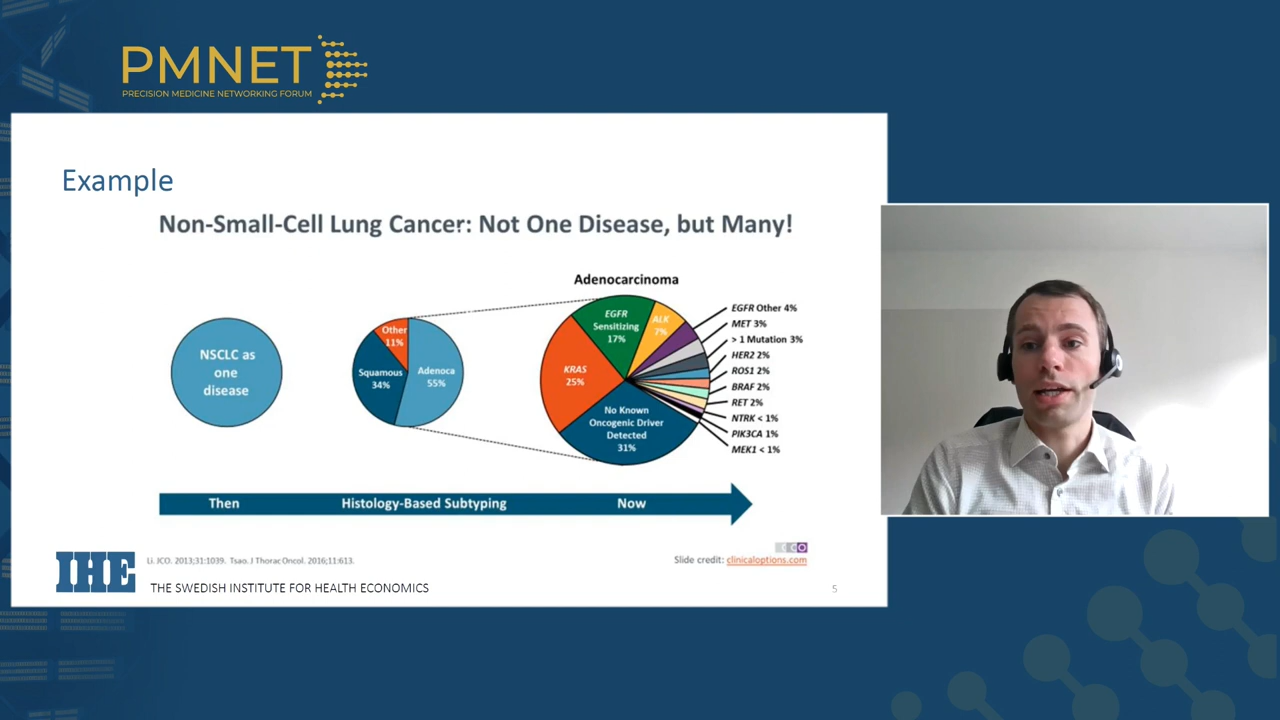 PMNET
PRECISION MEDICINE NETWORKING FORUM
Example
Non-Small-Cell Lung Cancer: Not One Disease, but Many!
NSCLC as
one
disease
Other
11%
Squamous
34%
Adenoca
55%
Adenocarcinoma
EGFR
Sensitizing
17%
ALK
7%
KRAS
25%
No Known
Oncogenic Driver
Detected
31%
EGFR Other 4%
MET 3%
> 1 Mutation 3%
HER2 2%
ROS1 2%
BRAF 2%
RET 2%
NTRK < 1%
PIK3CA 1%
MEK1 < 1%
Then
Histology-Based Subtyping
Now
Li. JCO. 2013;31:1039. Tsao. J Thorac Oncol. 2016;11:613.
CCO
Slide credit: clinicaloptions.com
IHE
THE SWEDISH INSTITUTE FOR HEALTH ECONOMICS
5